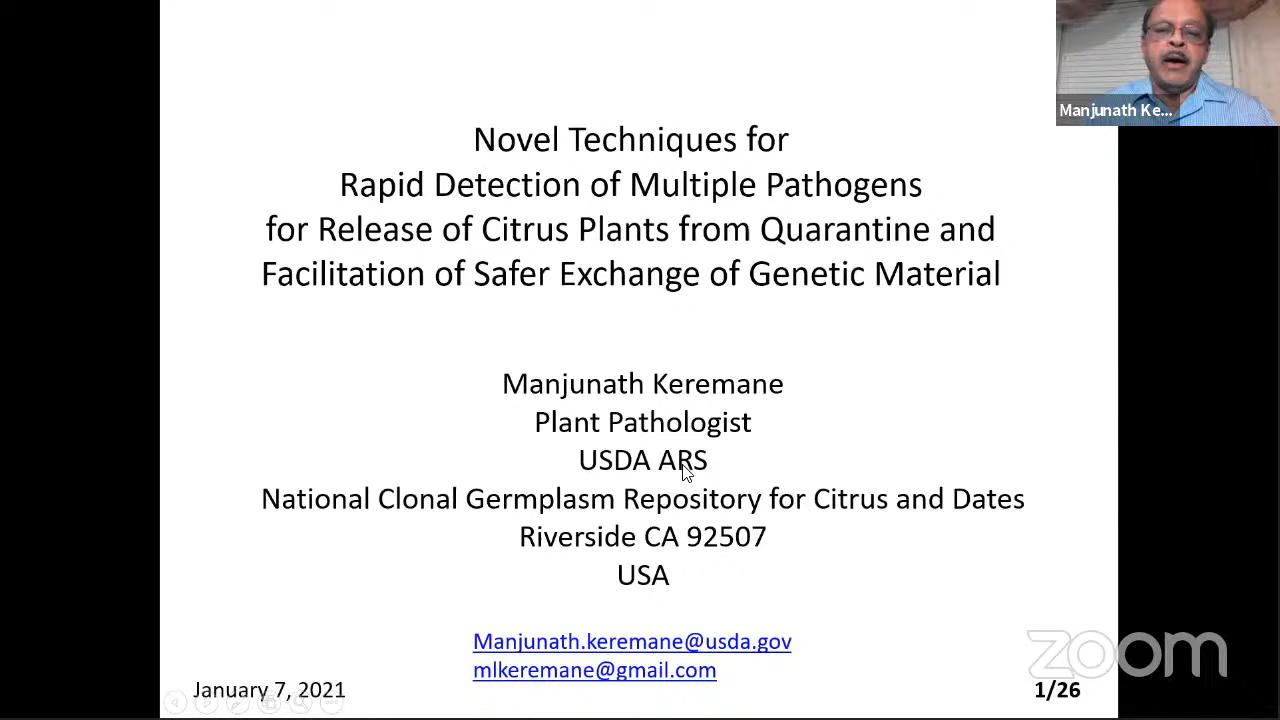 Manjunath Ke...
Novel Techniques for
Rapid Detection of Multiple Pathogens
for Release of Citrus Plants from Quarantine and
Facilitation of Safer Exchange of Genetic Material
Manjunath Keremane
Plant Pathologist
USDA ARS
National Clonal Germplasm Repository for Citrus and Dates
Riverside CA 92507
USA
Manjunath.keremane@usda.gov
mlkeremane@gmail.com
January 7, 2021
1/26
zoom